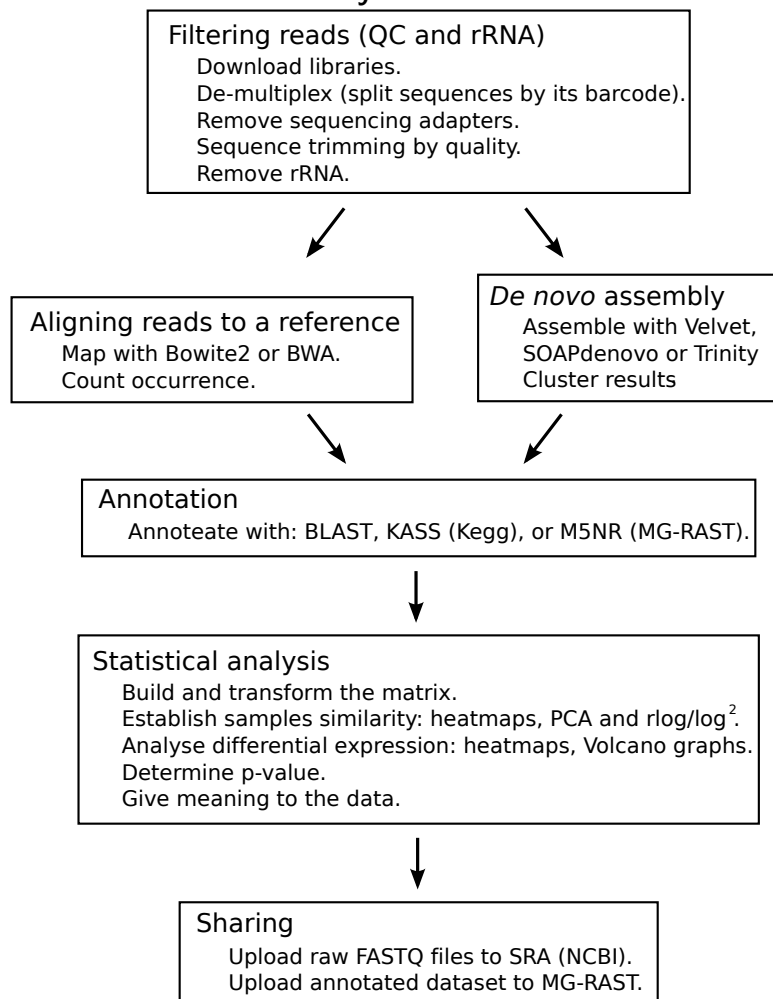 Filtering reads (QC and rRNA)
Download libraries.
De-multiplex (split sequences by its barcode).
Remove sequencing adapters.
Sequence trimming by quality.
Remove rRNA.
Aligning reads to a reference
Map with Bowite2 or BWA.
Count occurrence.
De novo assembly
Assemble with Velvet,
SOAPdenovo or Trinity
Cluster results
Annotation
Annoteate with: BLAST, KASS (Kegg), or M5NR (MG-RAST).
Statistical analysis
Build and transform the matrix.
Establish samples similarity: heatmaps, PCA and rlog/log².
Analyse differential expression: heatmaps, Volcano graphs.
Determine p-value.
Give meaning to the data.
Sharing
Upload raw FASTQ files to SRA (NCBI).
Upload annotated dataset to MG-RAST.